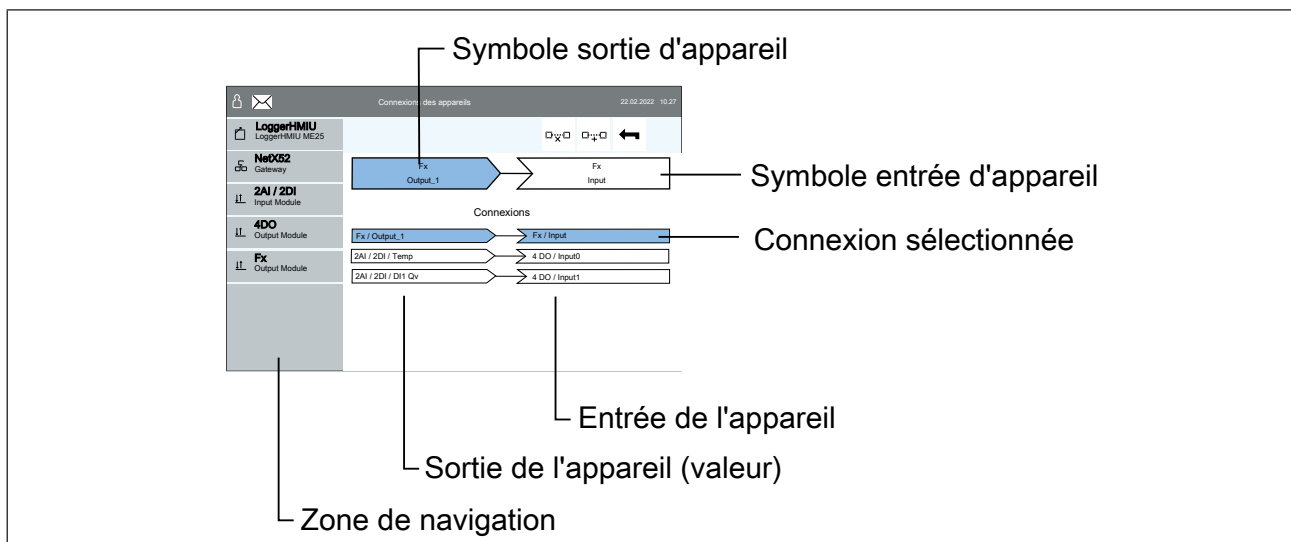 Symbole sortie d'appareil
Connexions des appareils
22.02.2022 10.27
LoggerHMIU
LoggerHMIU ME25
NetX52
Gateway
2AI / 2DI
Input Module
4DO
Output Module
Fx
Output Module
Fx
Output_1
Fx
Input
Symbole entrée d'appareil
Connexions
Fx / Output_1
Fx / Input
Connexion sélectionnée
2AI / 2DI / Temp
4 DO / Input0
2AI / 2DI / DI1 Qv
4 DO / Input1
Entrée de l'appareil
Sortie de l'appareil (valeur)
Zone de navigation